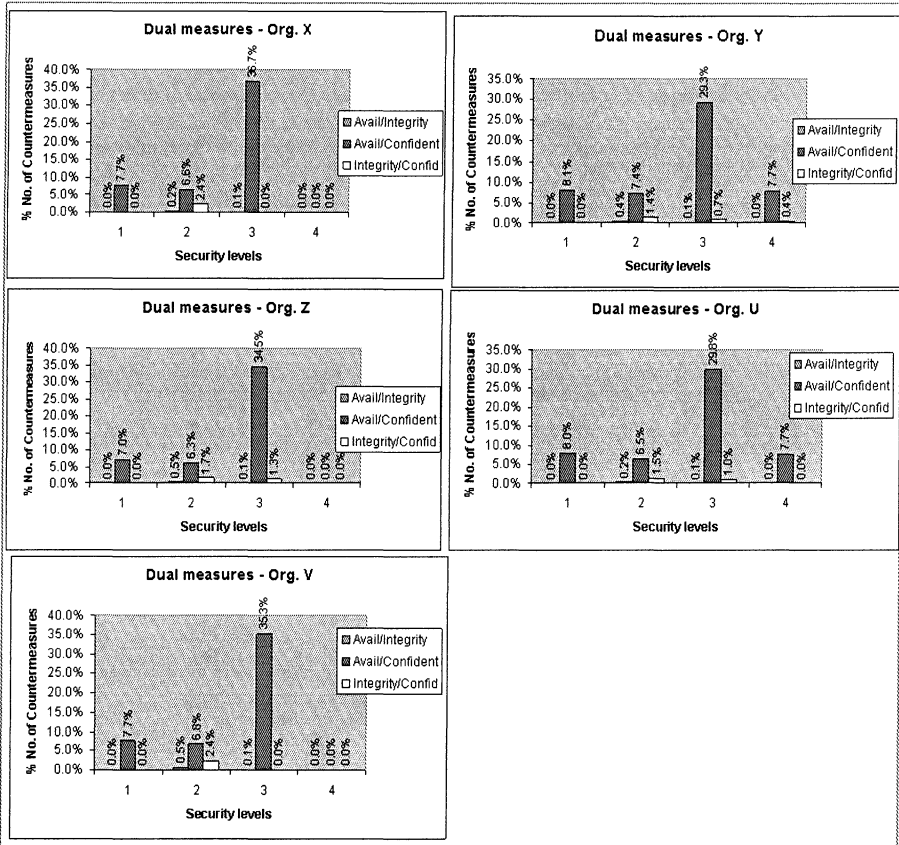 Dual measures - Org. X
% No. of Countermeasures
40.0%
35.0%
30.0%
25.0%
20.0%
15.0%
10.0%
5.0%
0.0%
0.0% 7.7% 0.0%
0.2% 6.6% 2.4%
0.1% 36.7% 0.0%
0.0% 0.0% 0.0%
1 2 3 4
Security levels
Avail/Integrity
Avail/Confident
Integrity/Confid
Dual measures - Org. Y
% No. of Countermeasures
35.0%
30.0%
25.0%
20.0%
15.0%
10.0%
5.0%
0.0%
0.0% 8.1% 0.0%
0.4% 7.4% 1.4%
0.1% 29.3% 0.7%
0.0% 7.7% 0.4%
1 2 3 4
Security levels
Avail/Integrity
Avail/Confident
Integrity/Confid
Dual measures - Org. Z
% No. of Countermeasures
40.0%
35.0%
30.0%
25.0%
20.0%
15.0%
10.0%
5.0%
0.0%
0.0% 7.0% 0.0%
0.5% 6.3% 1.7%
0.1% 34.5% 1.3%
0.0% 0.0% 0.0%
1 2 3 4
Security levels
Avail/Integrity
Avail/Confident
Integrity/Confid
Dual measures - Org. U
% No. of Countermeasures
35.0%
30.0%
25.0%
20.0%
15.0%
10.0%
5.0%
0.0%
0.0% 8.0% 0.0%
0.2% 6.5% 1.5%
0.1% 29.8% 1.0%
0.0% 7.7% 0.0%
1 2 3 4
Security levels
Avail/Integrity
Avail/Confident
Integrity/Confid
Dual measures - Org. V
% No. of Countermeasures
40.0%
35.0%
30.0%
25.0%
20.0%
15.0%
10.0%
5.0%
0.0%
0.0% 7.7% 0.0%
0.5% 6.8% 2.4%
0.1% 35.3% 0.0%
0.0% 0.0% 0.0%
1 2 3 4
Security levels
Avail/Integrity
Avail/Confident
Integrity/Confid